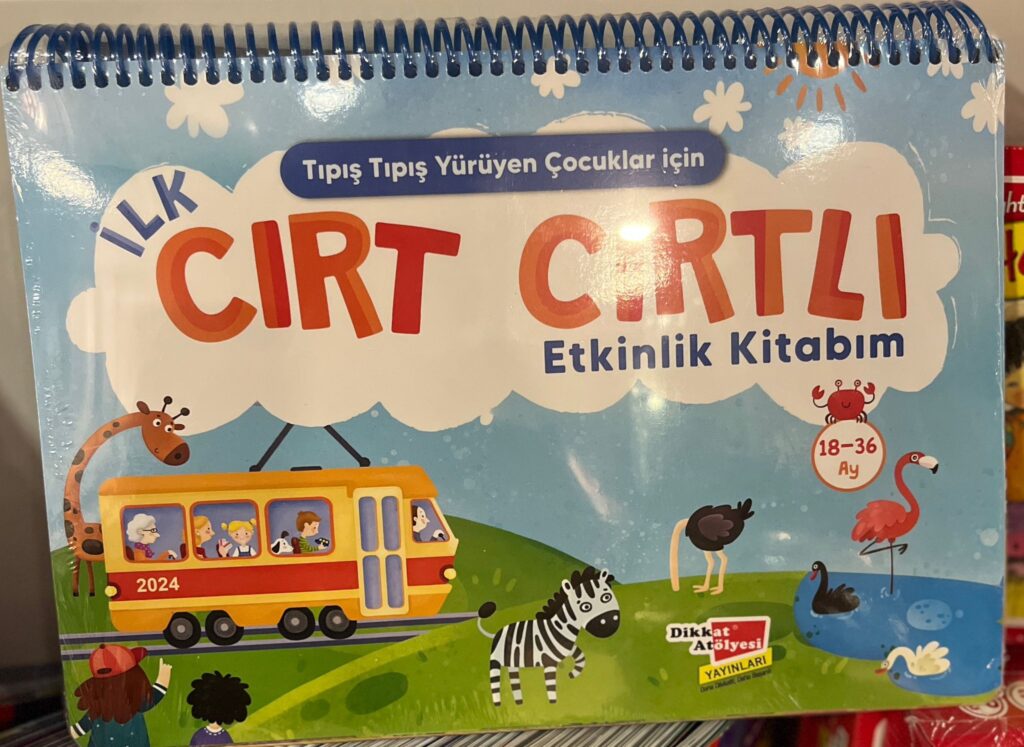 Tıpış Tıpış Yürüyen Çocuklar için
İLK
CIRT CIRTLI
Etkinlik Kitabım
18-36
Ay
2024
Dikkat
Atölyesi
YAYINLARI